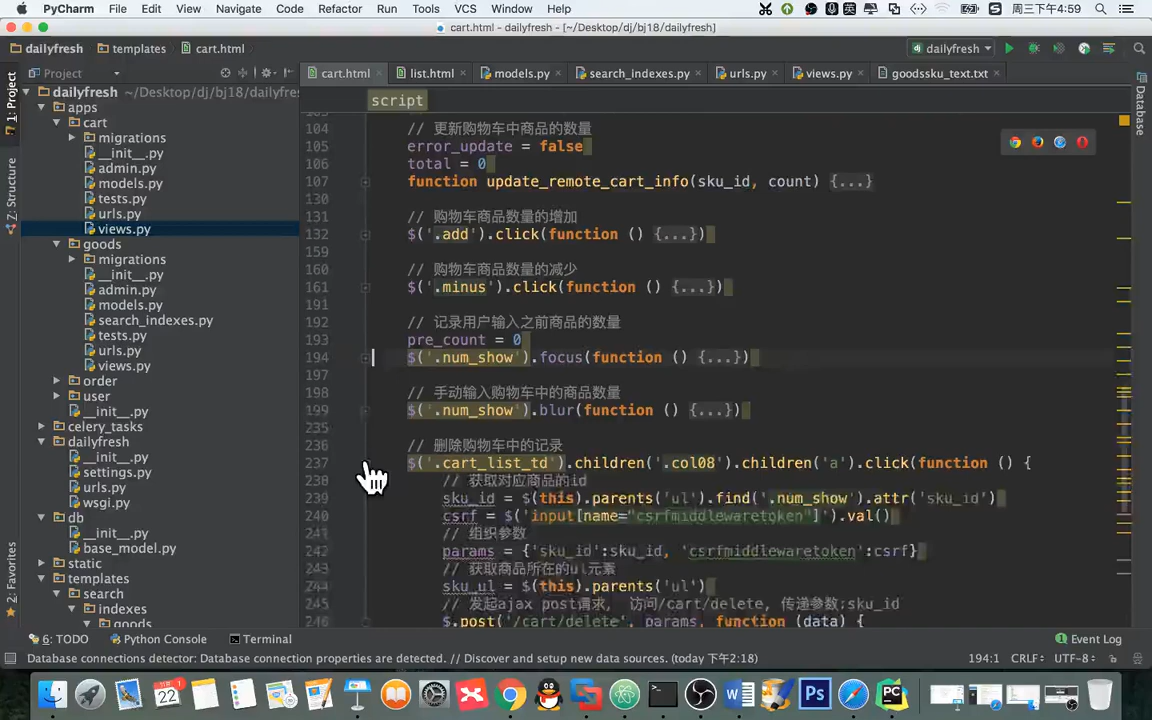 PyCharm File Edit View Navigate Code Refactor Run Tools VCS Window Help 英 周三下午4:59
cart.html - dailyfresh - [~/Desktop/dj/bj18/dailyfresh]
dailyfresh templates cart.html dailyfresh
Project cart.html list.html models.py search_indexes.py urls.py views.py goodssku_text.txt
1: Project
Z: Structure
2: Favorites
Database
dailyfresh ~/Desktop/dj/bj18/dailyfres
apps
cart
migrations
__init__.py
admin.py
models.py
tests.py
urls.py
views.py
goods
migrations
__init__.py
admin.py
models.py
search_indexes.py
tests.py
urls.py
views.py
order
user
__init__.py
celery_tasks
dailyfresh
__init__.py
settings.py
urls.py
wsgi.py
db
__init__.py
base_model.py
static
templates
search
indexes
goods
script
104 // 更新购物车中商品的数量
105 error_update = false
106 total = 0
107 function update_remote_cart_info(sku_id, count) {...}
130
131 // 购物车商品数量的增加
132 $('.add').click(function () {...})
159
160 // 购物车商品数量的减少
161 $('.minus').click(function () {...})
191
192 // 记录用户输入之前商品的数量
193 pre_count = 0
194 $('.num_show').focus(function () {...})
197
198 // 手动输入购物车中的商品数量
199 $('.num_show').blur(function () {...})
235
236 // 删除购物车中的记录
237 $('.cart_list_td').children('.col08').children('a').click(function () {
238 // 获取对应商品的id
239 sku_id = $(this).parents('ul').find('.num_show').attr('sku_id')
240 csrf = $('input[name="csrfmiddlewaretoken"]').val()
241 // 组织参数
242 params = {'sku_id':sku_id, 'csrfmiddlewaretoken':csrf}
243 // 获取商品所在的ul元素
244 sku_ul = $(this).parents('ul')
245 // 发起ajax post请求, 访问/cart/delete, 传递参数:sku_id
246 $.post('/cart/delete', params, function (data) {
6: TODO Python Console Terminal 1 Event Log
Database connections detector: Database connection properties are detected. // Discover and setup new data sources. (today 下午2:18) 194:1 CRLF÷ UTF-8÷
22
Ps
PC